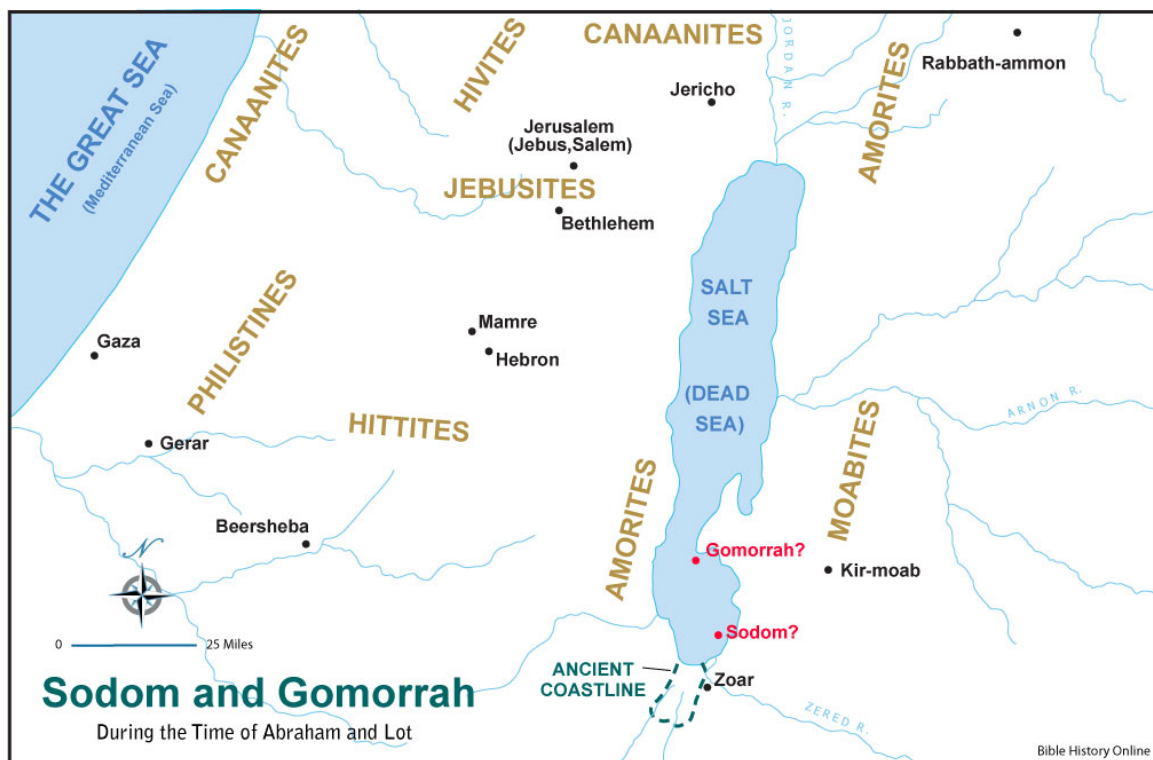 THE GREAT SEA
(Mediterranean Sea)
CANAANITES
HIVITES
CANAANITES
JORDAN R.
AMORITES
Rabbath-ammon
Jericho
Jerusalem
(Jebus,Salem)
JEBUSITES
Bethlehem
SALT
SEA
(DEAD
SEA)
Mamre
Hebron
Gaza
PHILISTINES
HITTITES
Gerar
ARNON R.
MOABITES
AMORITES
Beersheba
Gomorrah?
Kir-moab
Sodom?
N
0 25 Miles
ANCIENT
COASTLINE
Zoar
ZERED R.
Sodom and Gomorrah
During the Time of Abraham and Lot
Bible History Online